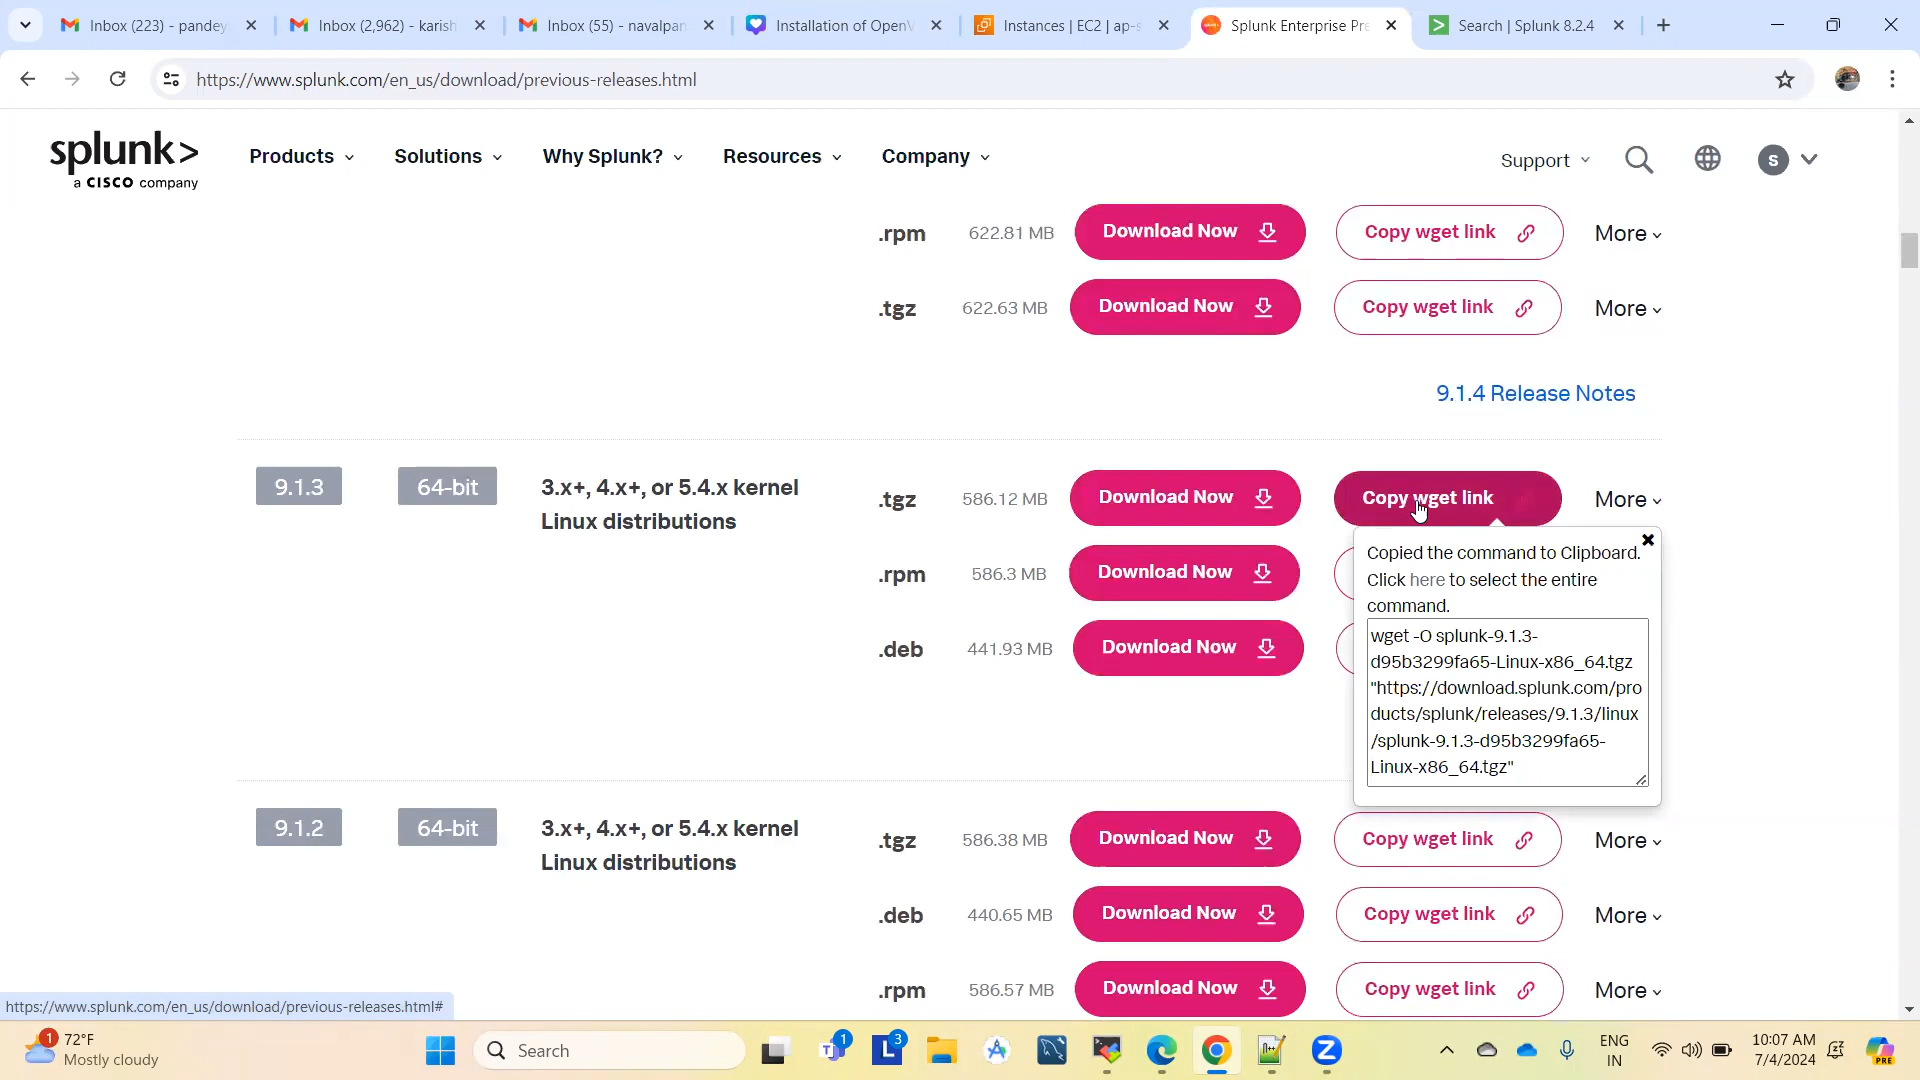 Inbox (223) - pandey
Inbox (2,962) - karish
Inbox (55) - navalpan
Installation of OpenV
Instances | EC2 | ap-s
Splunk Enterprise Pre
Search | Splunk 8.2.4
https://www.splunk.com/en_us/download/previous-releases.html
splunk>
a CISCO company
Products
Solutions
Why Splunk?
Resources
Company
Support
S
.rpm 622.81 MB Download Now Copy wget link More
.tgz 622.63 MB Download Now Copy wget link More
9.1.4 Release Notes
9.1.3 64-bit 3.x+, 4.x+, or 5.4.x kernel
Linux distributions
.tgz 586.12 MB Download Now Copy wget link More
.rpm 586.3 MB Download Now
.deb 441.93 MB Download Now
Copied the command to Clipboard.
Click here to select the entire
command.
wget -O splunk-9.1.3-
d95b3299fa65-Linux-x86_64.tgz
"https://download.splunk.com/pro
ducts/splunk/releases/9.1.3/linux
/splunk-9.1.3-d95b3299fa65-
Linux-x86_64.tgz"
9.1.2 64-bit 3.x+, 4.x+, or 5.4.x kernel
Linux distributions
.tgz 586.38 MB Download Now Copy wget link More
.deb 440.65 MB Download Now Copy wget link More
.rpm 586.57 MB Download Now Copy wget link More
https://www.splunk.com/en_us/download/previous-releases.html#
1
72°F
Mostly cloudy
Search
1
3
ENG
IN
10:07 AM
7/4/2024
PRE